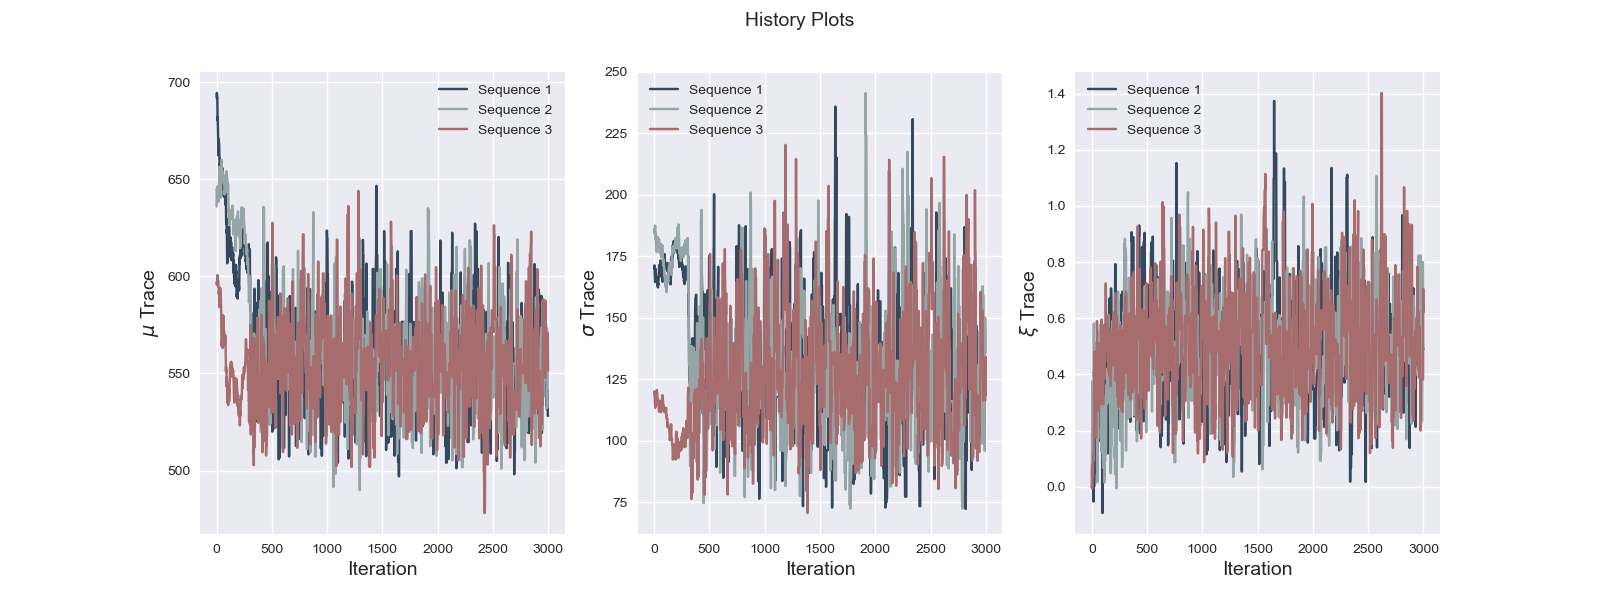 History Plots
700
650
600
550
500
μ Trace
0 500 1000 1500 2000 2500 3000
Iteration
Sequence 1
Sequence 2
Sequence 3
250
225
200
175
150
125
100
75
σ Trace
0 500 1000 1500 2000 2500 3000
Iteration
Sequence 1
Sequence 2
Sequence 3
1.4
1.2
1.0
0.8
0.6
0.4
0.2
0.0
ξ Trace
0 500 1000 1500 2000 2500 3000
Iteration
Sequence 1
Sequence 2
Sequence 3